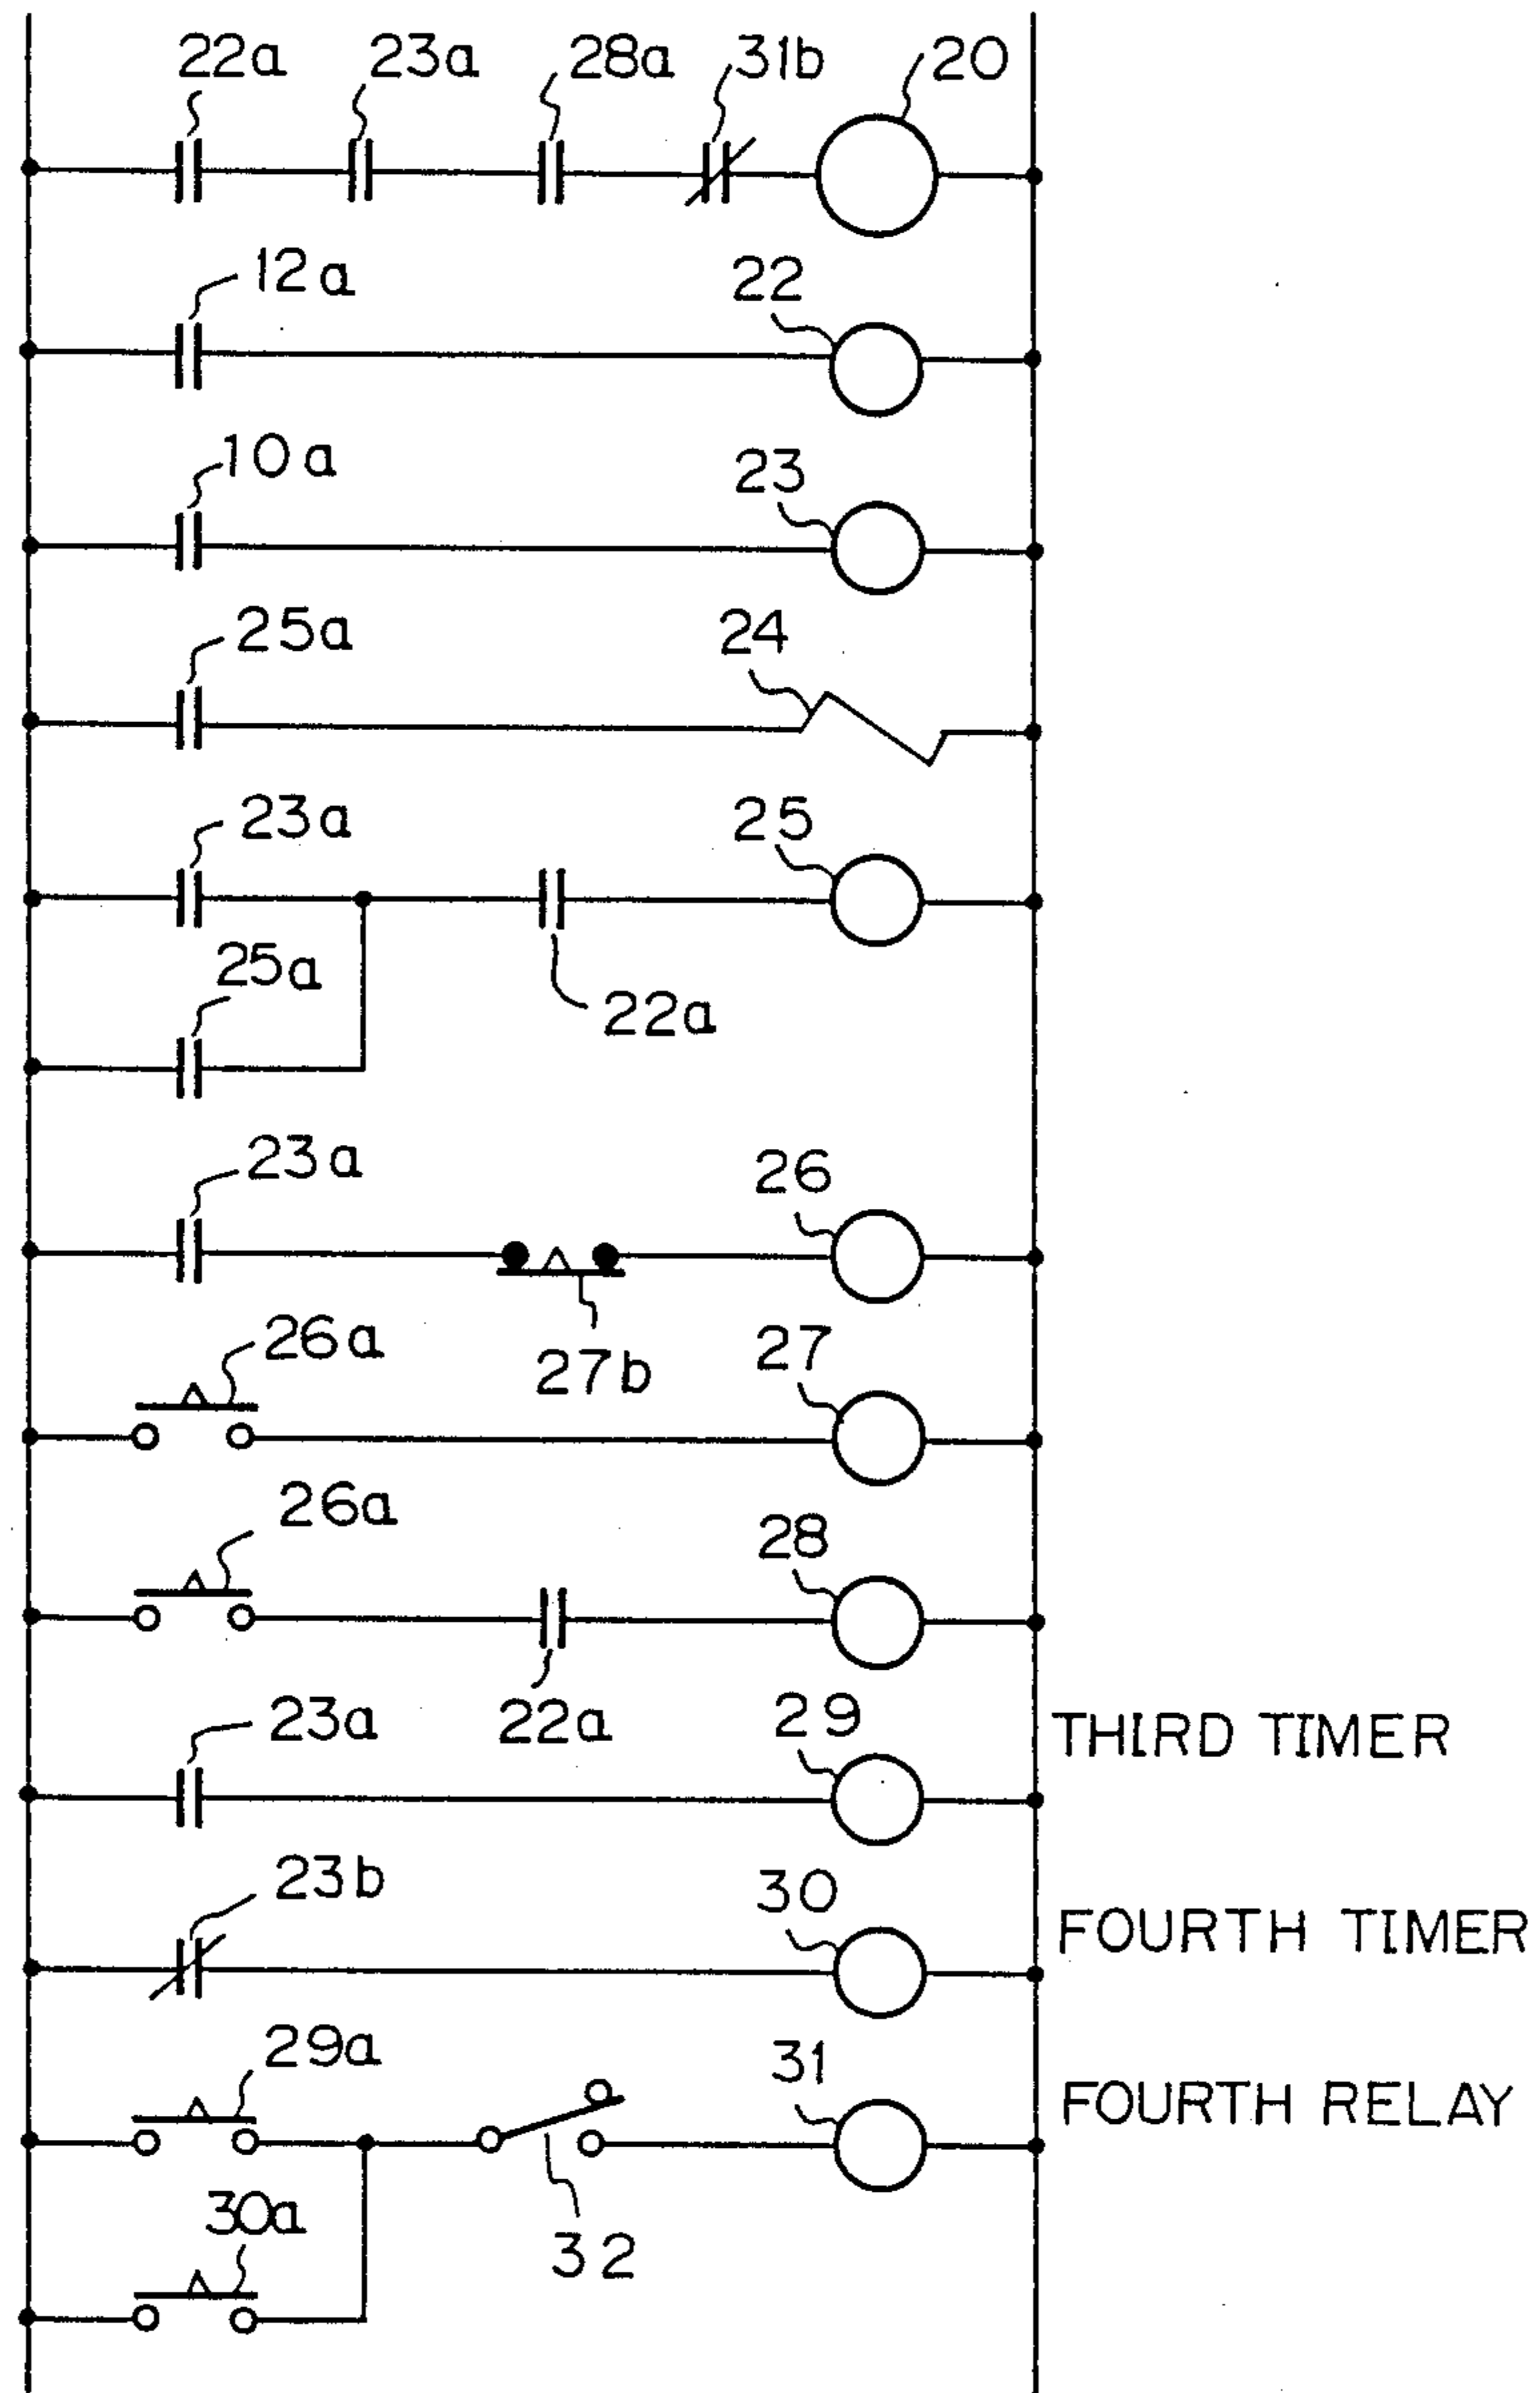 22a 23a 28a 31b 20
12a 22
10a 23
25a 24
23a 25
25a 22a
23a 26
27b
26a 27
26a 28
22a
23a 29 THIRD TIMER
23b 30 FOURTH TIMER
29a 31 FOURTH RELAY
30a 32